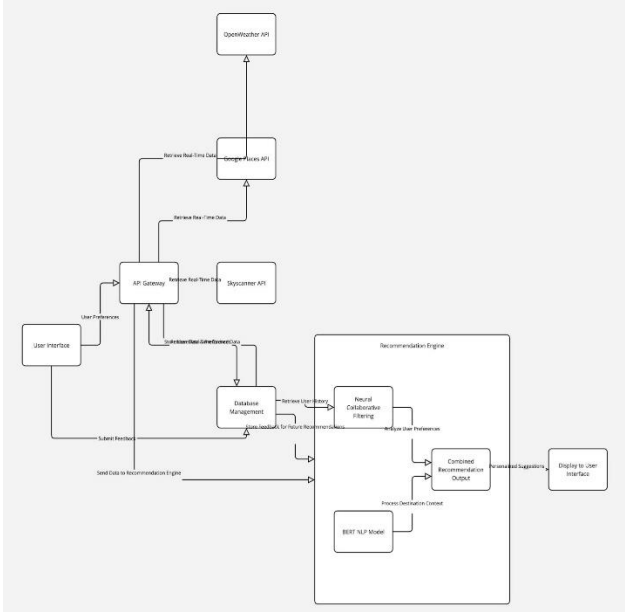 OpenWeather API
Retrieve Real-Time Data
Google Places API
Retrieve Real-Time Data
API Gateway
Retrieve Real-Time Data
Skyscanner API
User Preferences
User Interface
Recommendation Engine
Database
Management
Retrieve User History
Neural
Collaborative
Filtering
Store Feedback for Future Recommendations
Analyze User Preferences
Submit Feedback
Combined
Recommendation
Output
Personalized Suggestions
Display to User
Interface
Send Data to Recommendation Engine
Process Destination Context
BERT NLP Model